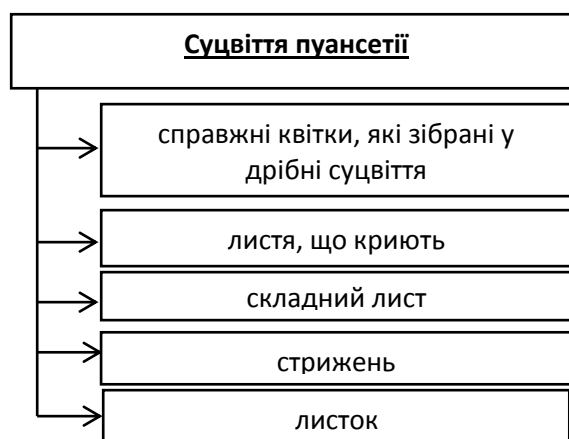 Суцвіття пуансетії
справжні квітки, які зібрані у
дрібні суцвіття
листя, що криють
складний лист
стрижень
листок